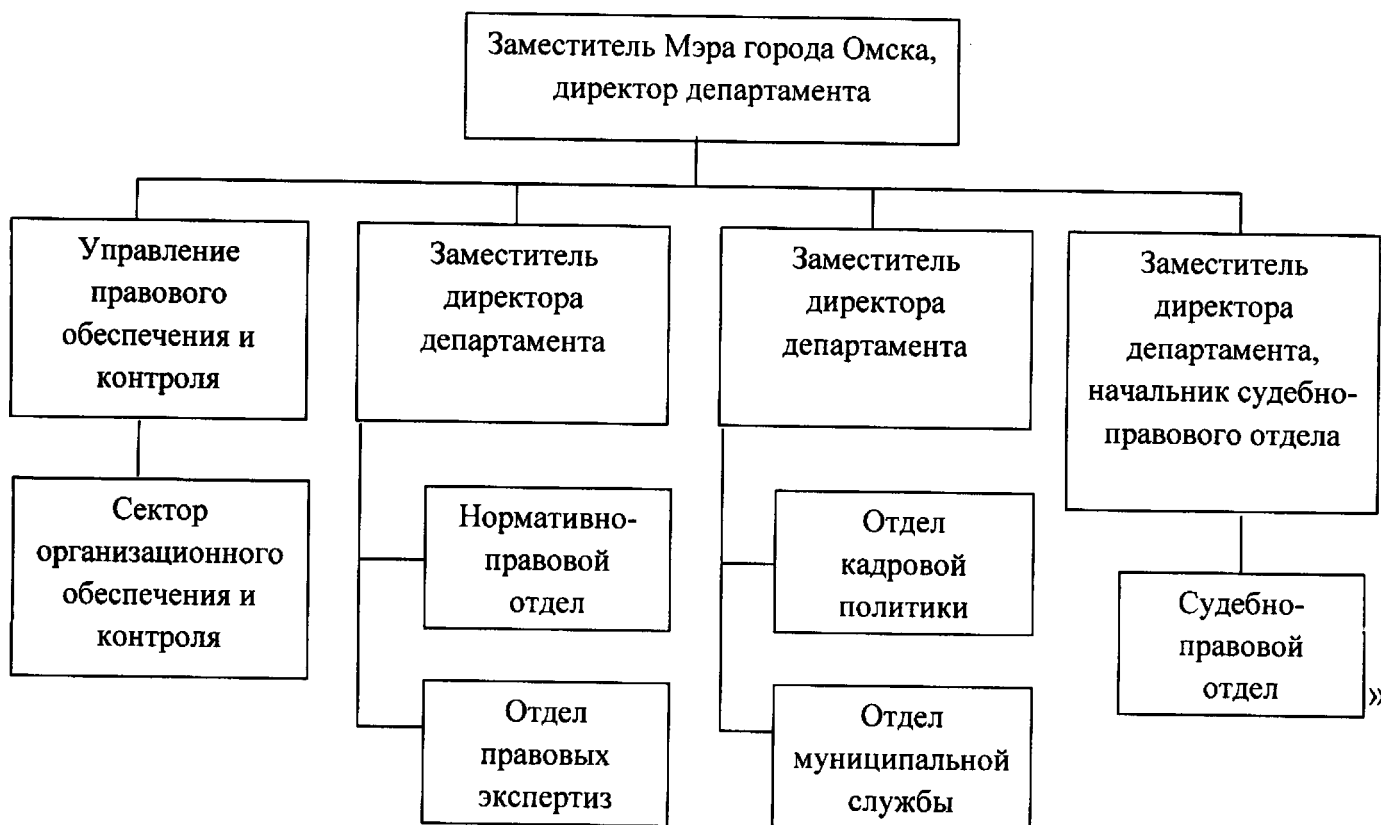 Заместитель Мэра города Омска,
директор департамента
Управление
правового
обеспечения и
контроля
Заместитель
директора
департамента
Заместитель
директора
департамента
Заместитель
директора
департамента,
начальник судебно-
правового отдела
Сектор
организационного
обеспечения и
контроля
Нормативно-
правовой
отдел
Отдел
кадровой
политики
Судебно-
правовой
отдел
»
Отдел
правовых
экспертиз
Отдел
муниципальной
службы